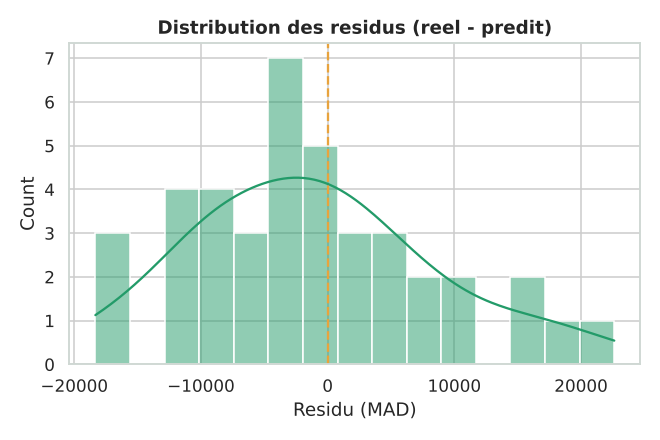 Distribution des residus (reel - predit)
7
6
5
4
3
2
1
0
Count
−20000 −10000 0 10000 20000
Residu (MAD)